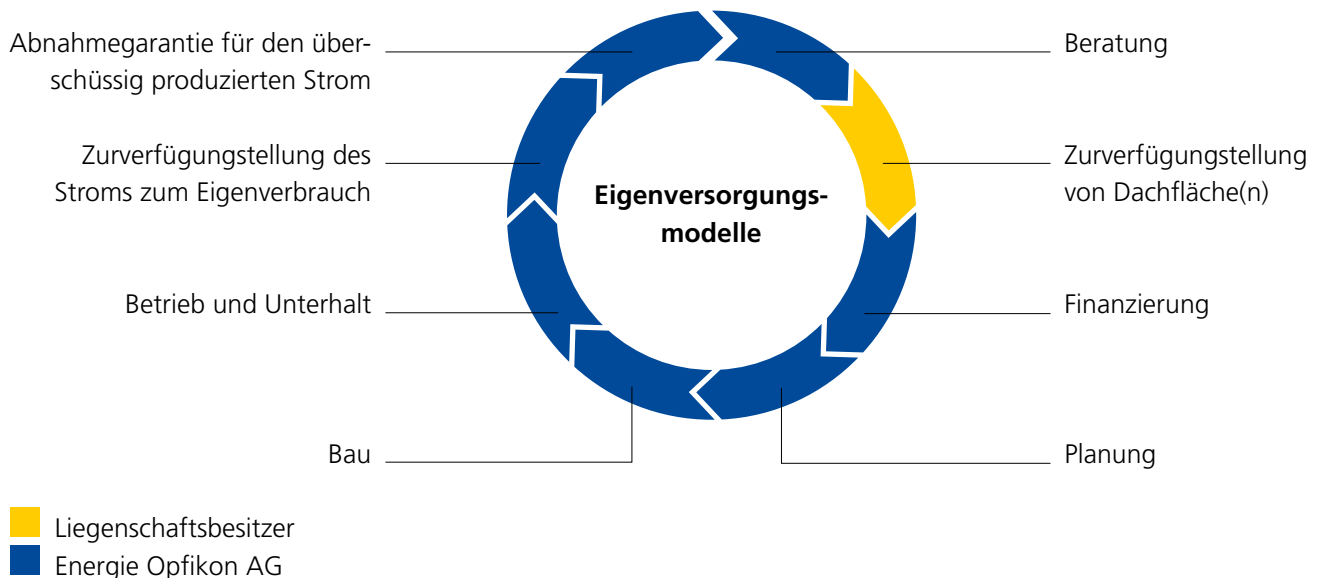 Abnahmegarantie für den über-
schüssig produzierten Strom
Beratung
Zurverfügungstellung des
Stroms zum Eigenverbrauch
Zurverfügungstellung
von Dachfläche(n)
Eigenversorgungs-
modelle
Betrieb und Unterhalt
Finanzierung
Bau
Planung
Liegenschaftsbesitzer
Energie Opfikon AG